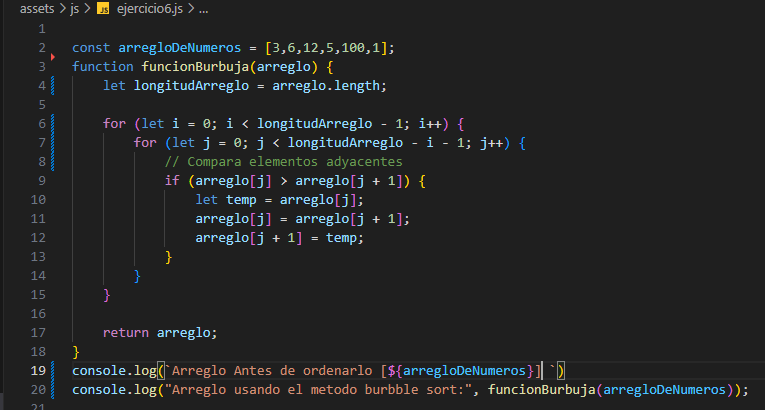 assets > js > JS ejercicio6.js > ...
1
2 const arregloDeNumeros = [3,6,12,5,100,1];
3 function funcionBurbuja(arreglo) {
4     let longitudArreglo = arreglo.length;
5
6     for (let i = 0; i < longitudArreglo - 1; i++) {
7         for (let j = 0; j < longitudArreglo - i - 1; j++) {
8             // Compara elementos adyacentes
9             if (arreglo[j] > arreglo[j + 1]) {
10                 let temp = arreglo[j];
11                 arreglo[j] = arreglo[j + 1];
12                 arreglo[j + 1] = temp;
13             }
14         }
15     }
16
17     return arreglo;
18 }
19 console.log(`Arreglo Antes de ordenarlo [${arregloDeNumeros}] `)
20 console.log("Arreglo usando el metodo burbble sort:", funcionBurbuja(arregloDeNumeros));